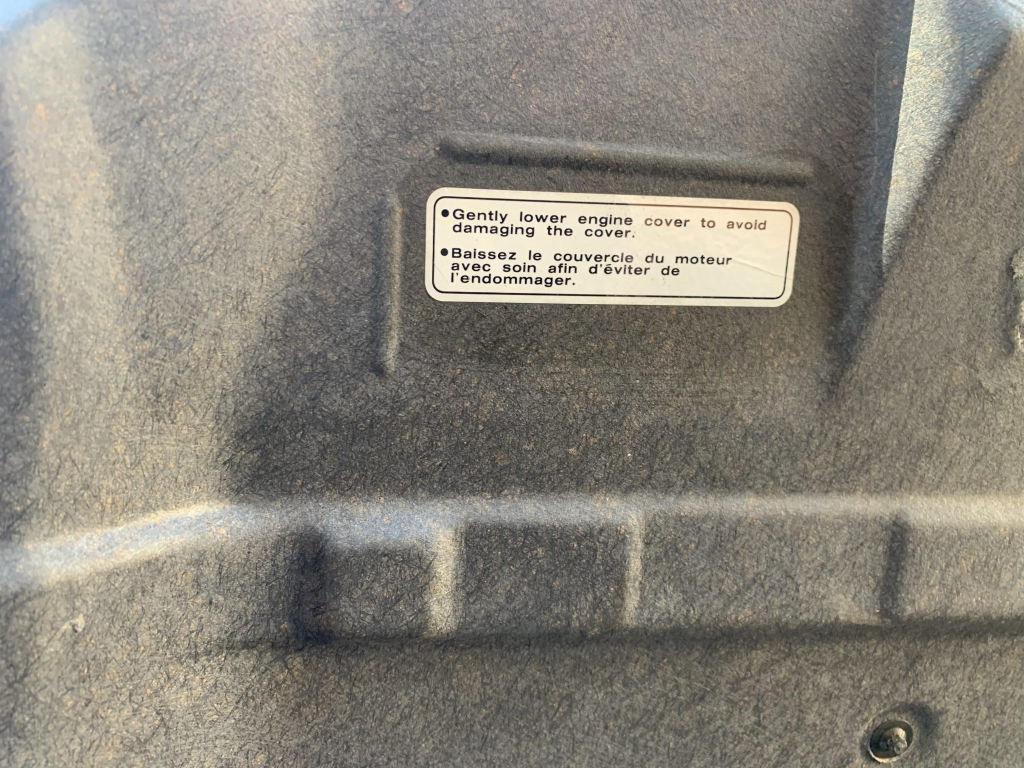 •Gently lower engine cover to avoid
damaging the cover.
•Baissez le couvercle du moteur
avec soin afin d'éviter de
l'endommager.